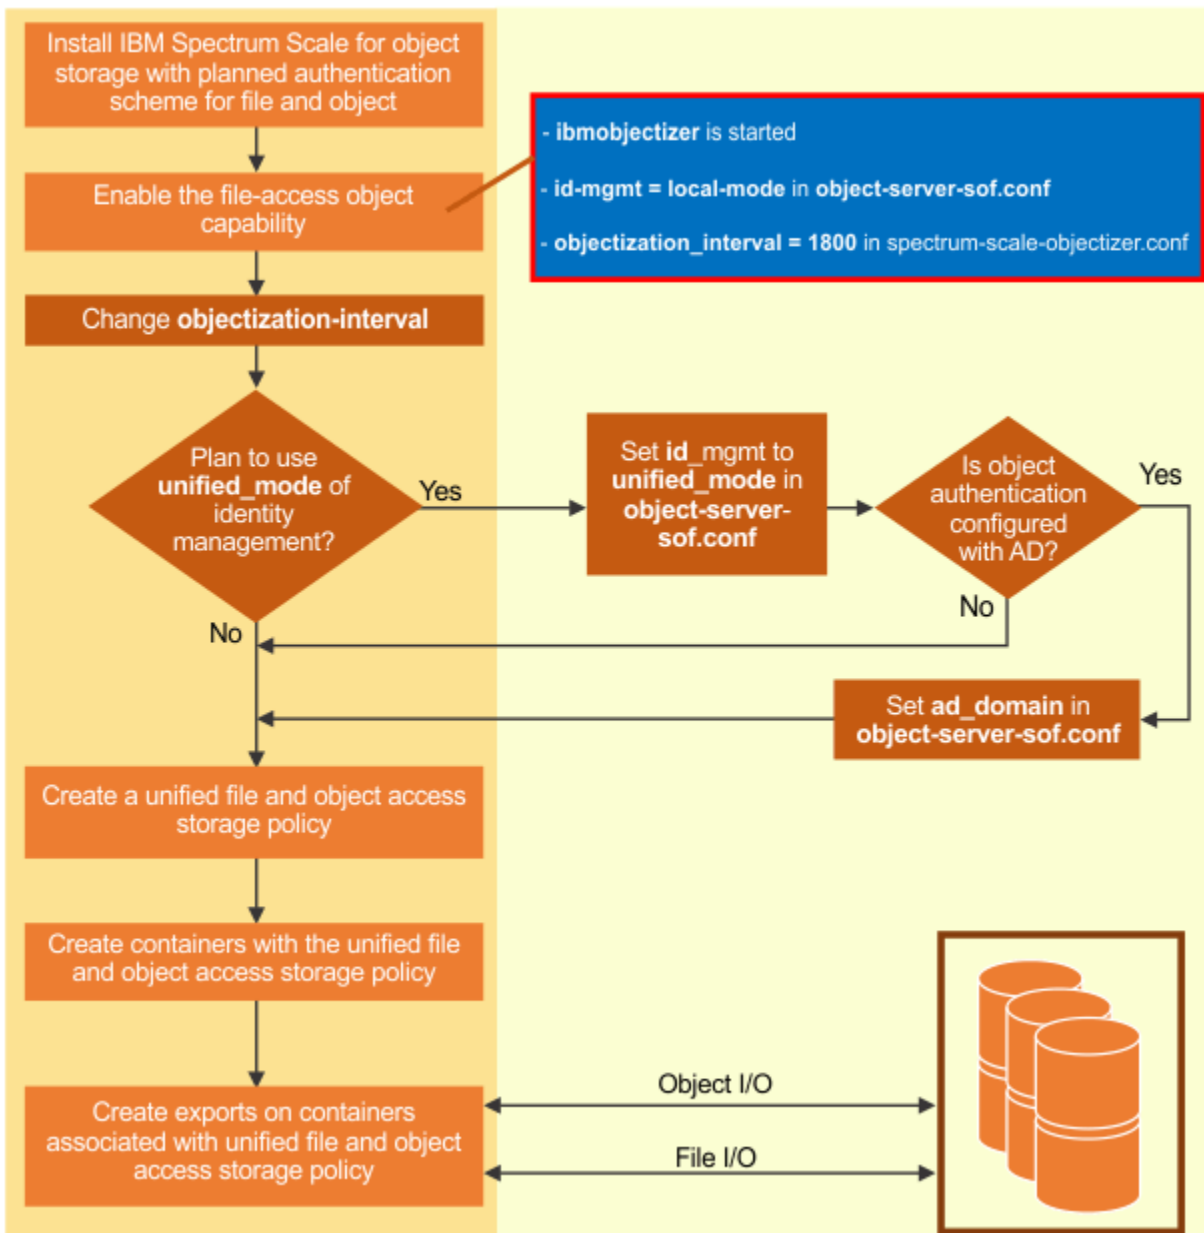 Install IBM Spectrum Scale for object
storage with planned authentication
scheme for file and object
- ibmobjectizer is started
- id-mgmt = local-mode in object-server-sof.conf
- objectization_interval = 1800 in spectrum-scale-objectizer.conf
Enable the file-access object
capability
Change objectization-interval
Plan to use
unified_mode of
identity
management?
Yes
Set id_mgmt to
unified_mode in
object-server-
sof.conf
Is object
authentication
configured
with AD?
Yes
No
No
Set ad_domain in
object-server-sof.conf
Create a unified file and object access
storage policy
Create containers with the unified file
and object access storage policy
Create exports on containers
associated with unified file and object
access storage policy
Object I/O
File I/O